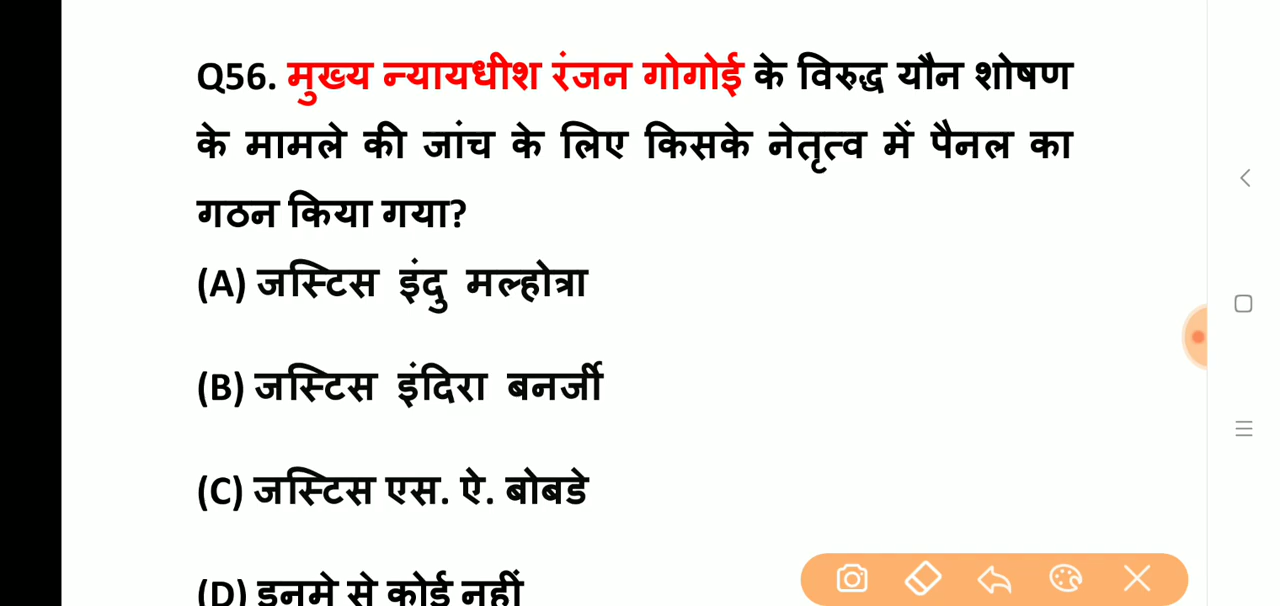 Q56. मुख्य न्यायधीश रंजन गोगोई के विरुद्ध यौन शोषण
के मामले की जांच के लिए किसके नेतृत्व में पैनल का
गठन किया गया?
(A) जस्टिस इंदु मल्होत्रा
(B) जस्टिस इंदिरा बनर्जी
(C) जस्टिस एस. ऐ. बोबडे
(D) इनमे से कोई नहीं